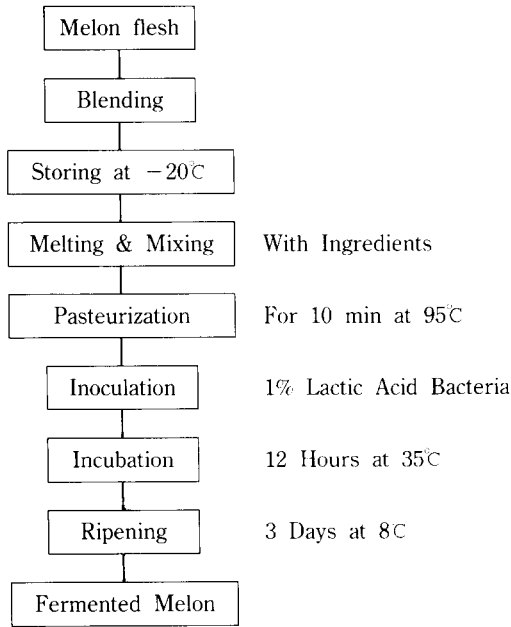 Melon flesh
Blending
Storing at −20℃
Melting & Mixing With Ingredients
Pasteurization For 10 min at 95℃
Inoculation 1% Lactic Acid Bacteria
Incubation 12 Hours at 35℃
Ripening 3 Days at 8℃
Fermented Melon